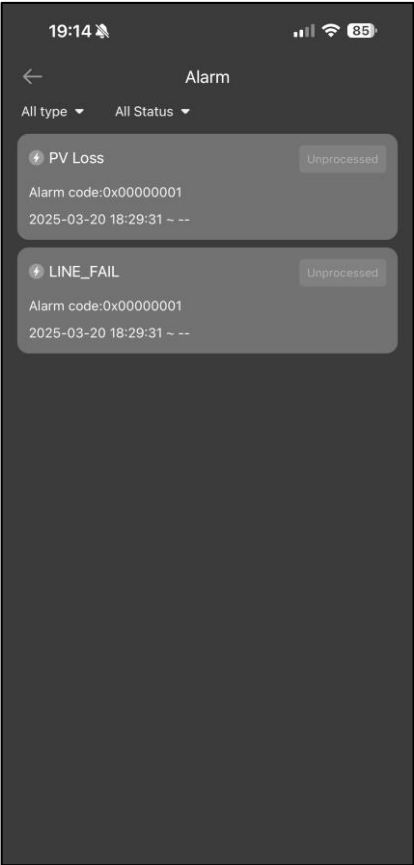 19:14
85
Alarm
All type All Status
PV Loss Unprocessed
Alarm code:0x00000001
2025-03-20 18:29:31 ~ --
LINE_FAIL Unprocessed
Alarm code:0x00000001
2025-03-20 18:29:31 ~ --